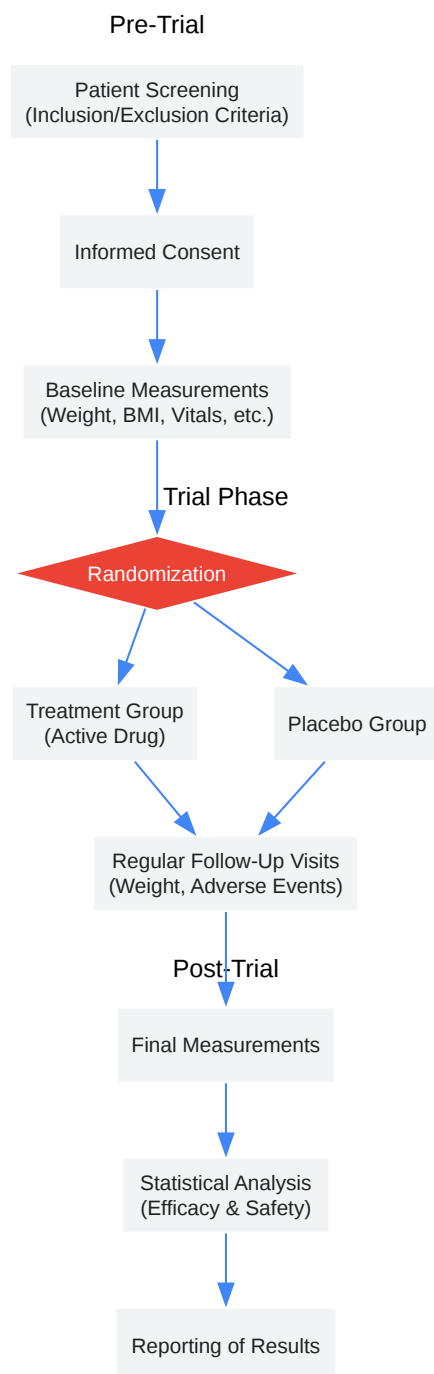 Pre-Trial
Patient Screening
(Inclusion/Exclusion Criteria)
Informed Consent
Baseline Measurements
(Weight, BMI, Vitals, etc.)
Trial Phase
Randomization
Treatment Group
(Active Drug)
Placebo Group
Regular Follow-Up Visits
(Weight, Adverse Events)
Post-Trial
Final Measurements
Statistical Analysis
(Efficacy & Safety)
Reporting of Results